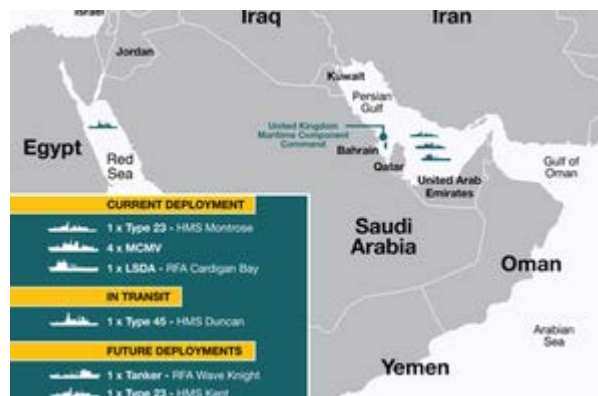 Israel
Iraq
Iran
Jordan
Kuwait
Persian
Gulf
United Kingdom
Maritime Component
Command
Bahrain
Qatar
Egypt
Red
Sea
United Arab
Emirates
Gulf of
Oman
Saudi
Arabia
Oman
Arabian
Sea
Yemen
CURRENT DEPLOYMENT
1 x Type 23 - HMS Montrose
4 x MCMV
1 x LSDA - RFA Cardigan Bay
IN TRANSIT
1 x Type 45 - HMS Duncan
FUTURE DEPLOYMENTS
1 x Tanker - RFA Wave Knight
1 x Type 23 - HMS Kent